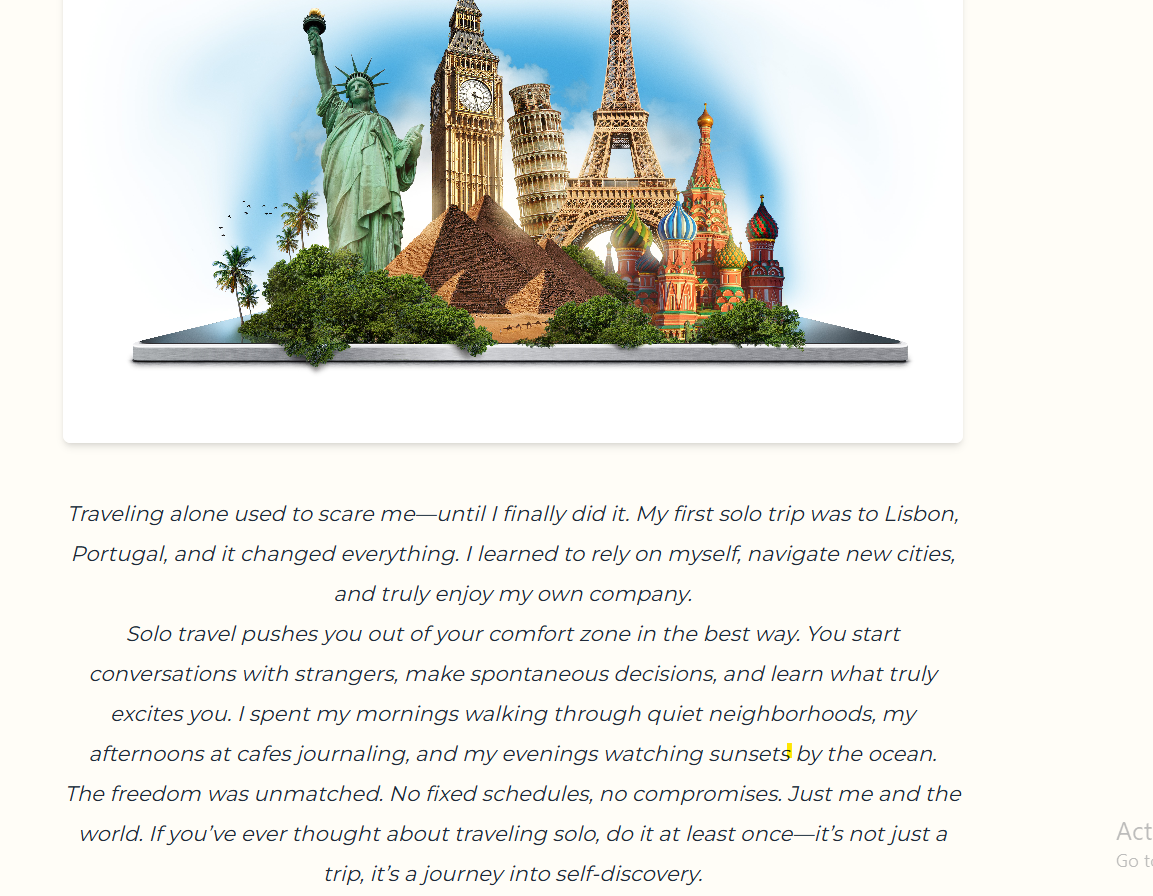 Traveling alone used to scare me—until I finally did it. My first solo trip was to Lisbon,
Portugal, and it changed everything. I learned to rely on myself, navigate new cities,
and truly enjoy my own company.
Solo travel pushes you out of your comfort zone in the best way. You start
conversations with strangers, make spontaneous decisions, and learn what truly
excites you. I spent my mornings walking through quiet neighborhoods, my
afternoons at cafes journaling, and my evenings watching sunsets by the ocean.
The freedom was unmatched. No fixed schedules, no compromises. Just me and the
world. If you’ve ever thought about traveling solo, do it at least once—it’s not just a
trip, it’s a journey into self-discovery.
Act
Go to